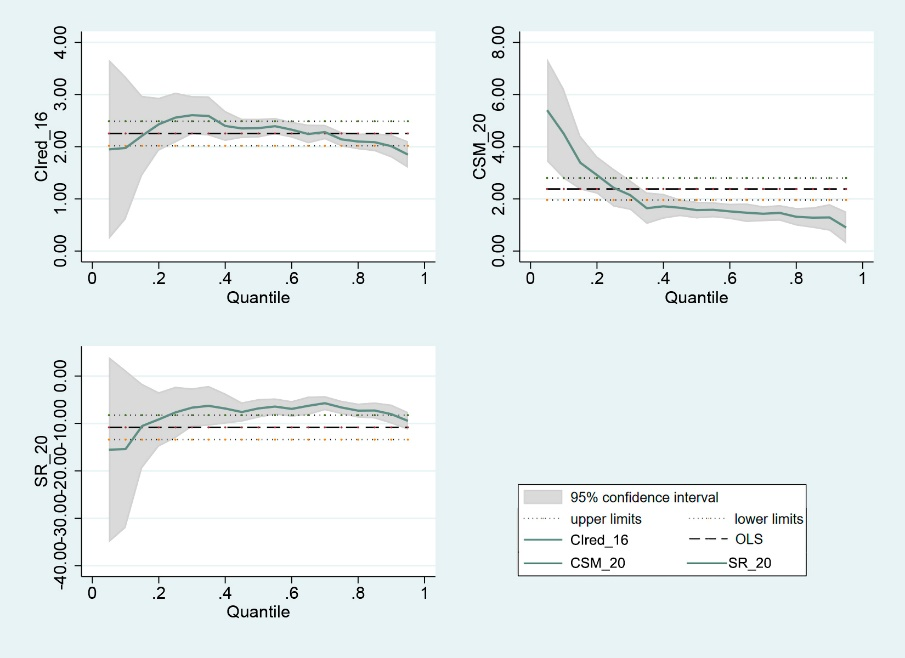 CIred_16
4.00
3.00
2.00
1.00
0.00
0 .2 .4 .6 .8 1
Quantile
CSM_20
8.00
6.00
4.00
2.00
0.00
0 .2 .4 .6 .8 1
Quantile
SR_20
0.00
-10.00
-20.00
-30.00
-40.00
0 .2 .4 .6 .8 1
Quantile
95% confidence interval
upper limits lower limits
CIred_16 OLS
CSM_20 SR_20